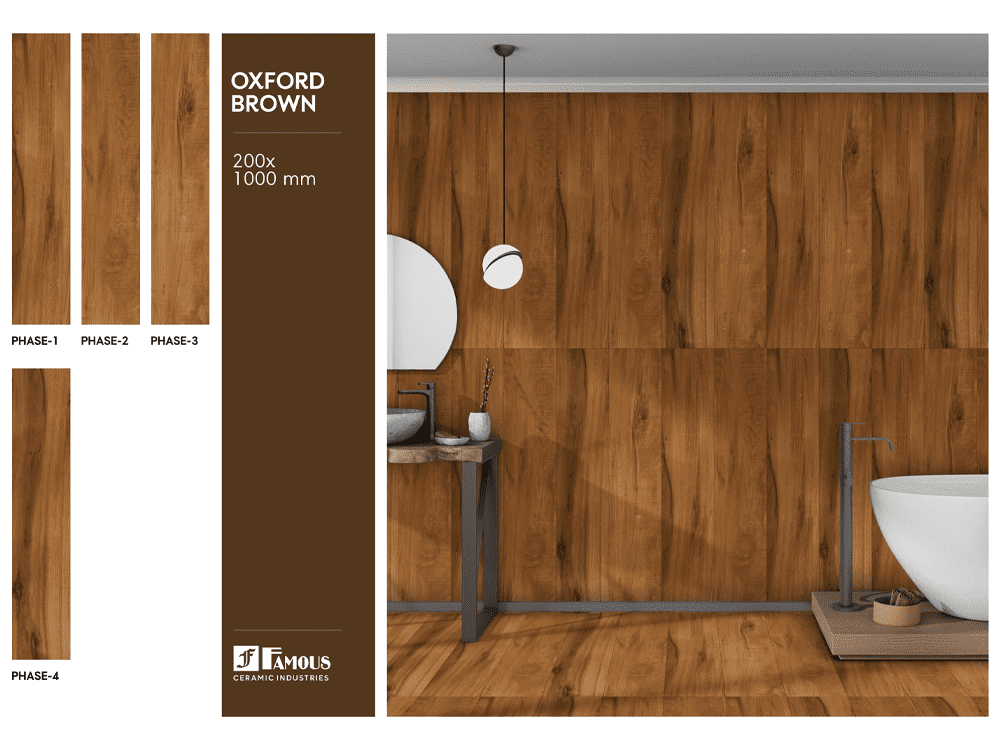 OXFORD
BROWN
200x
1000 mm
PHASE-1
PHASE-2
PHASE-3
PHASE-4
F FAMOUS
CERAMIC INDUSTRIES